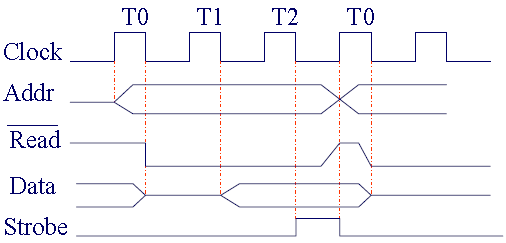 T0 T1 T2 T0
Clock
Addr
Read
Data
Strobe